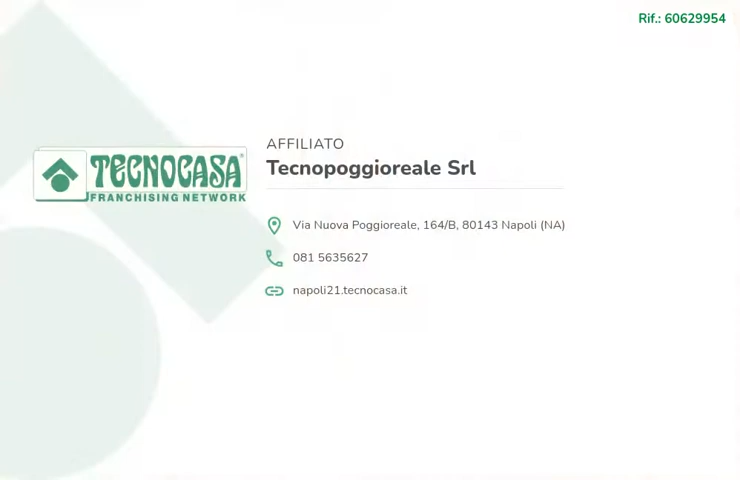 Rif.: 60629954
AFFILIATO
TECNOCASA®
Tecnopoggioreale Srl
FRANCHISING NETWORK
Via Nuova Poggioreale, 164/B, 80143 Napoli (NA)
081 5635627
napoli21.tecnocasa.it